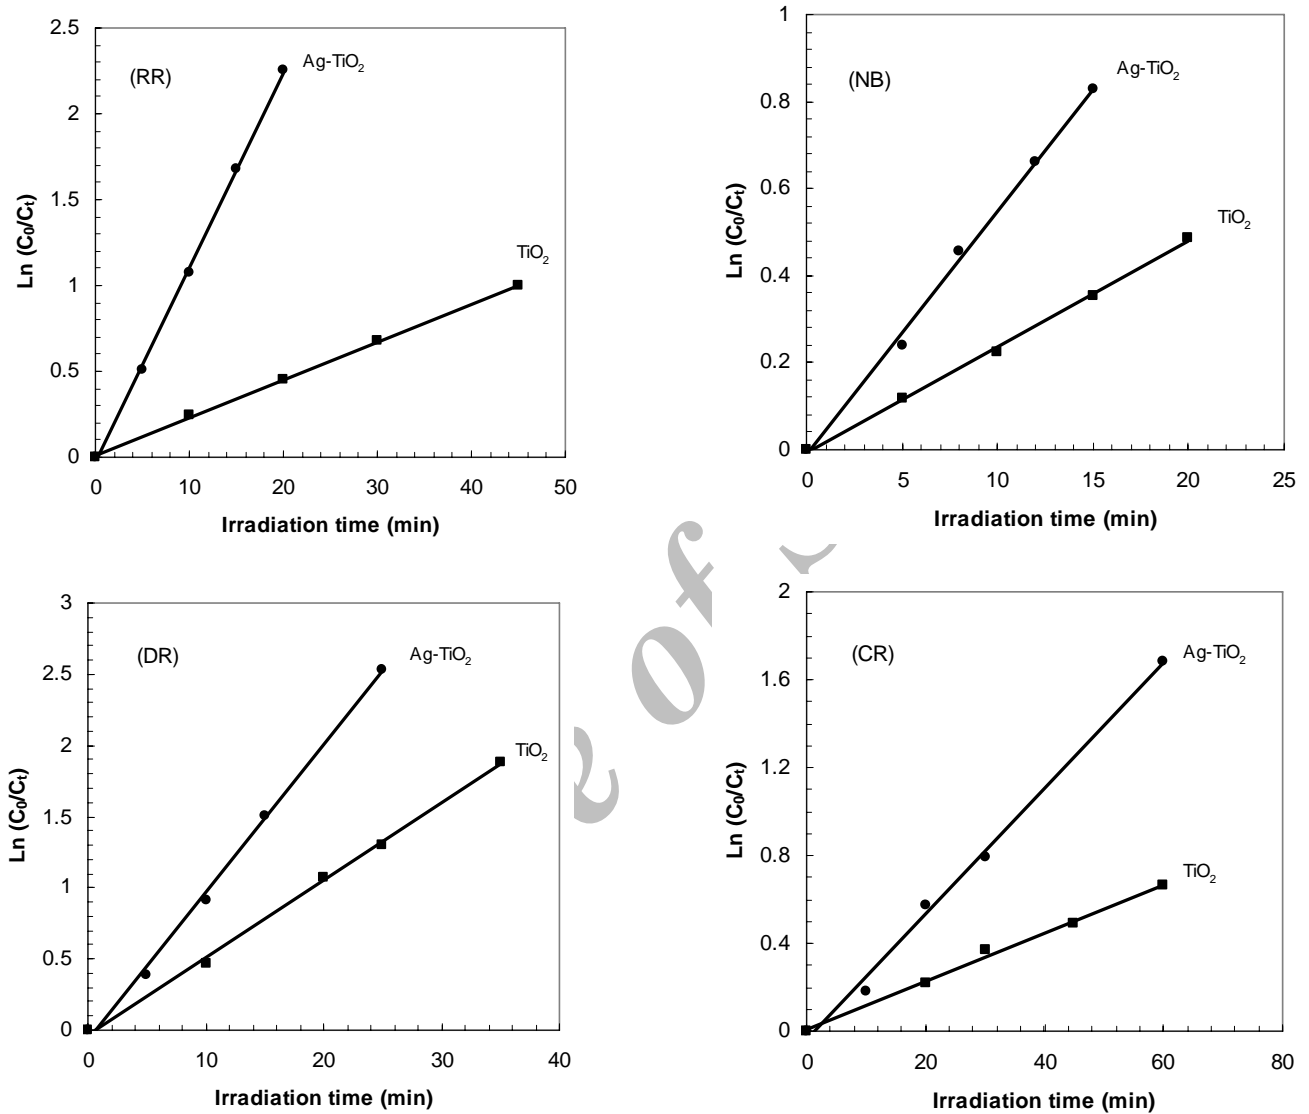 (RR)
Ag-TiO₂
TiO₂
Ln (C₀/Cₜ)
2.5
2
1.5
1
0.5
0
0 10 20 30 40 50
Irradiation time (min)
(NB)
Ag-TiO₂
TiO₂
Ln (C₀/Cₜ)
1
0.8
0.6
0.4
0.2
0
0 5 10 15 20 25
Irradiation time (min)
(DR)
Ag-TiO₂
TiO₂
Ln (C₀/Cₜ)
3
2.5
2
1.5
1
0.5
0
0 10 20 30 40
Irradiation time (min)
(CR)
Ag-TiO₂
TiO₂
Ln (C₀/Cₜ)
2
1.6
1.2
0.8
0.4
0
0 20 40 60 80
Irradiation time (min)
e of